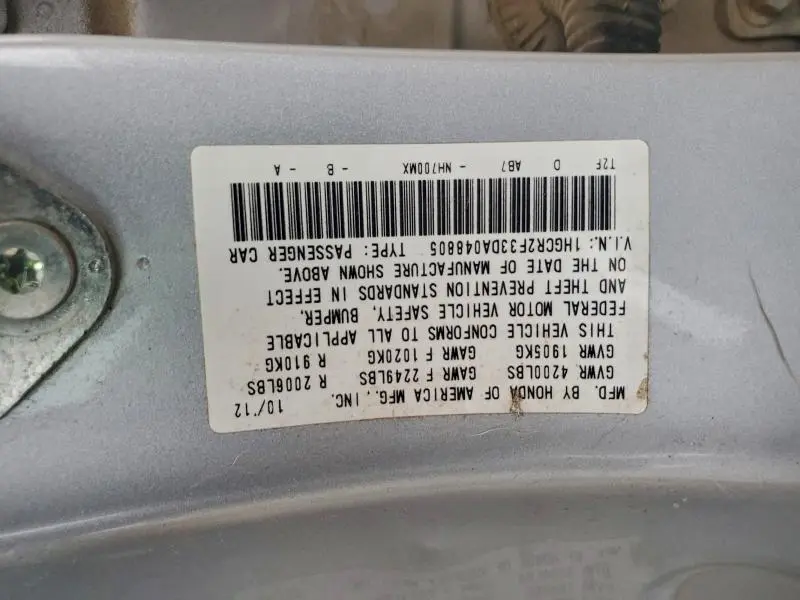 MFD. BY HONDA OF AMERICA MFG., INC. 10/12
GVWR 4200LBS GAWR F 2249LBS R 2006LBS
GVWR 1905KG GAWR F 1020KG R 910KG
THIS VEHICLE CONFORMS TO ALL APPLICABLE
FEDERAL MOTOR VEHICLE SAFETY, BUMPER,
AND THEFT PREVENTION STANDARDS IN EFFECT
ON THE DATE OF MANUFACTURE SHOWN ABOVE.
V.I.N.: 1HGCR2F33DA048805 TYPE: PASSENGER CAR
T2F D AB7 - NH700MX - B - A